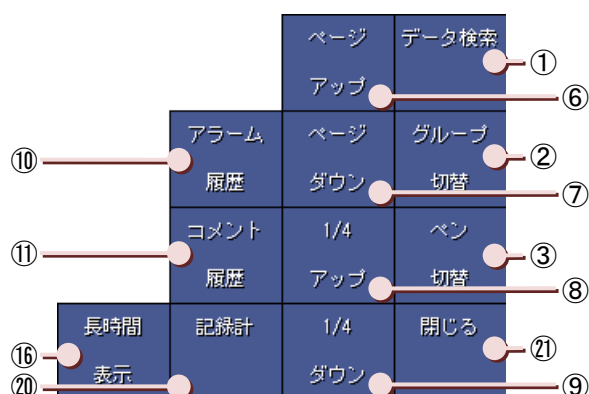 ページ データ検索
①
アップ
⑥
アラーム ページ グループ
⑩ ②
履歴 ダウン 切替
⑦
コメント 1/4 ペン
⑪ ③
履歴 アップ 切替
⑧
長時間 記録計 1/4 閉じる
⑯ ㉑
表示 ダウン
⑳ ⑨